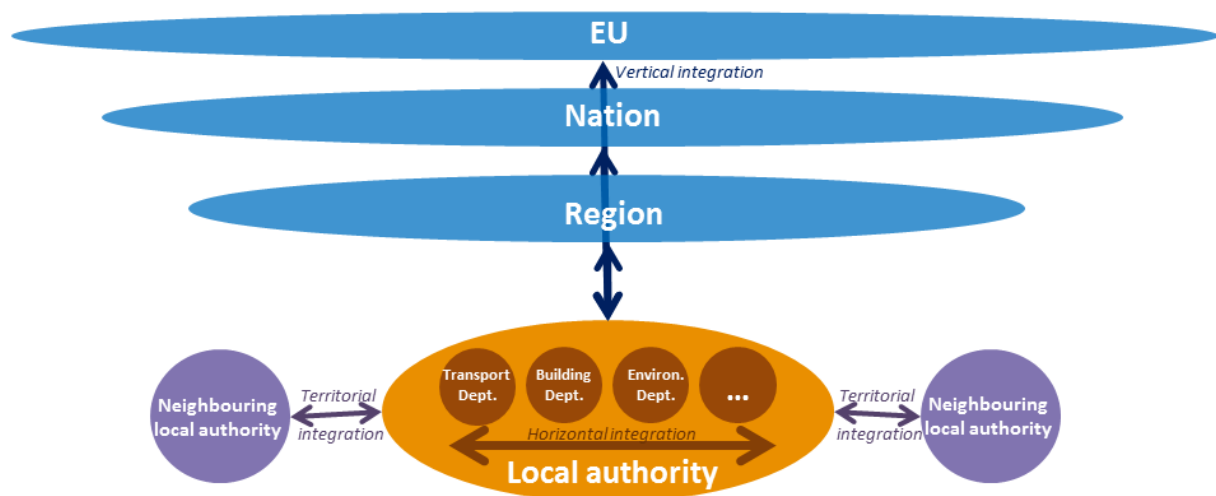 EU
Vertical integration
Nation
Region
Transport
Dept.
Building
Dept.
Environ.
Dept.
...
Neighbouring
local authority
Territorial
integration
Horizontal integration
Local authority
Territorial
integration
Neighbouring
local authority